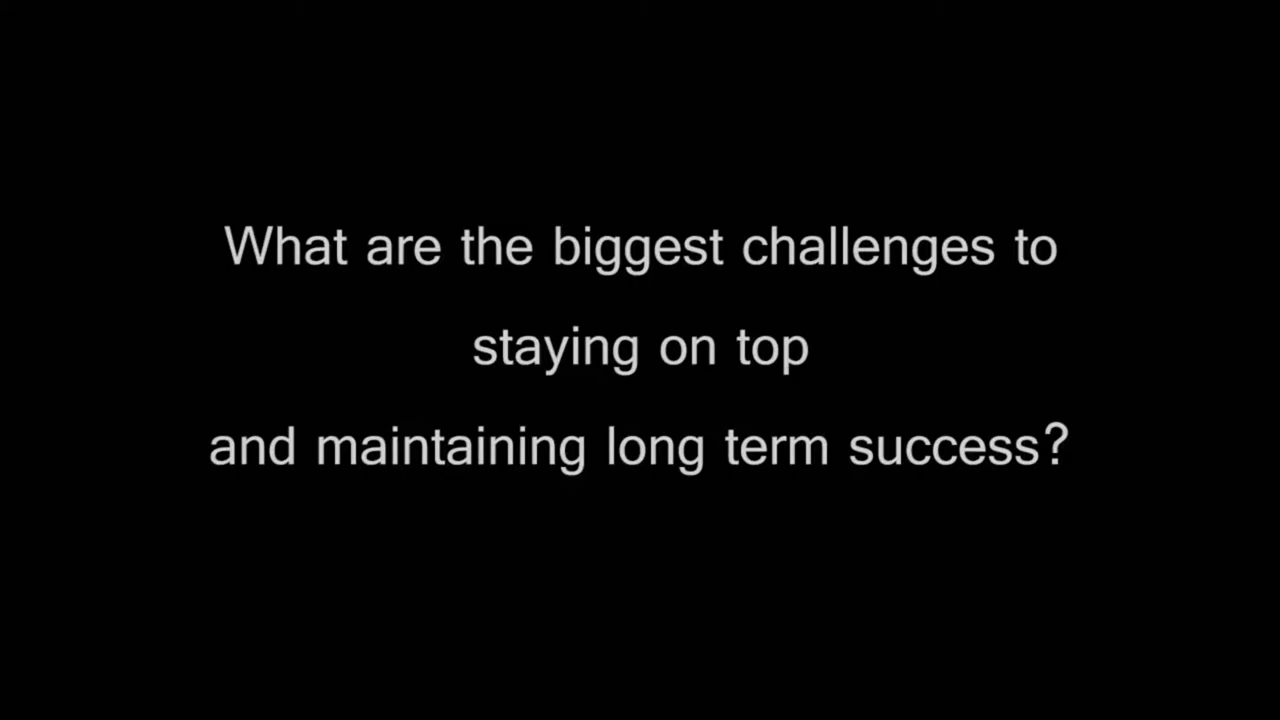 What are the biggest challenges to
staying on top
and maintaining long term success?